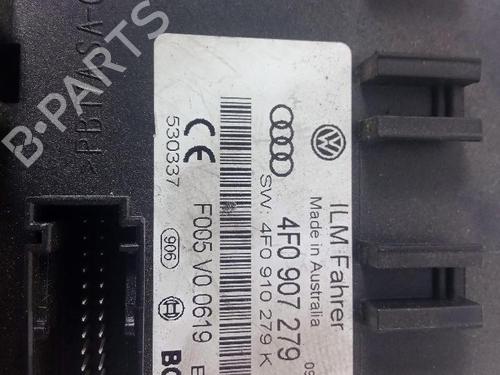 B-PARTS
ILM Fahrer
Made in Australia
4F0 907 279
SW: 4F0 910 279 K
F005 V0 0619
530337
906